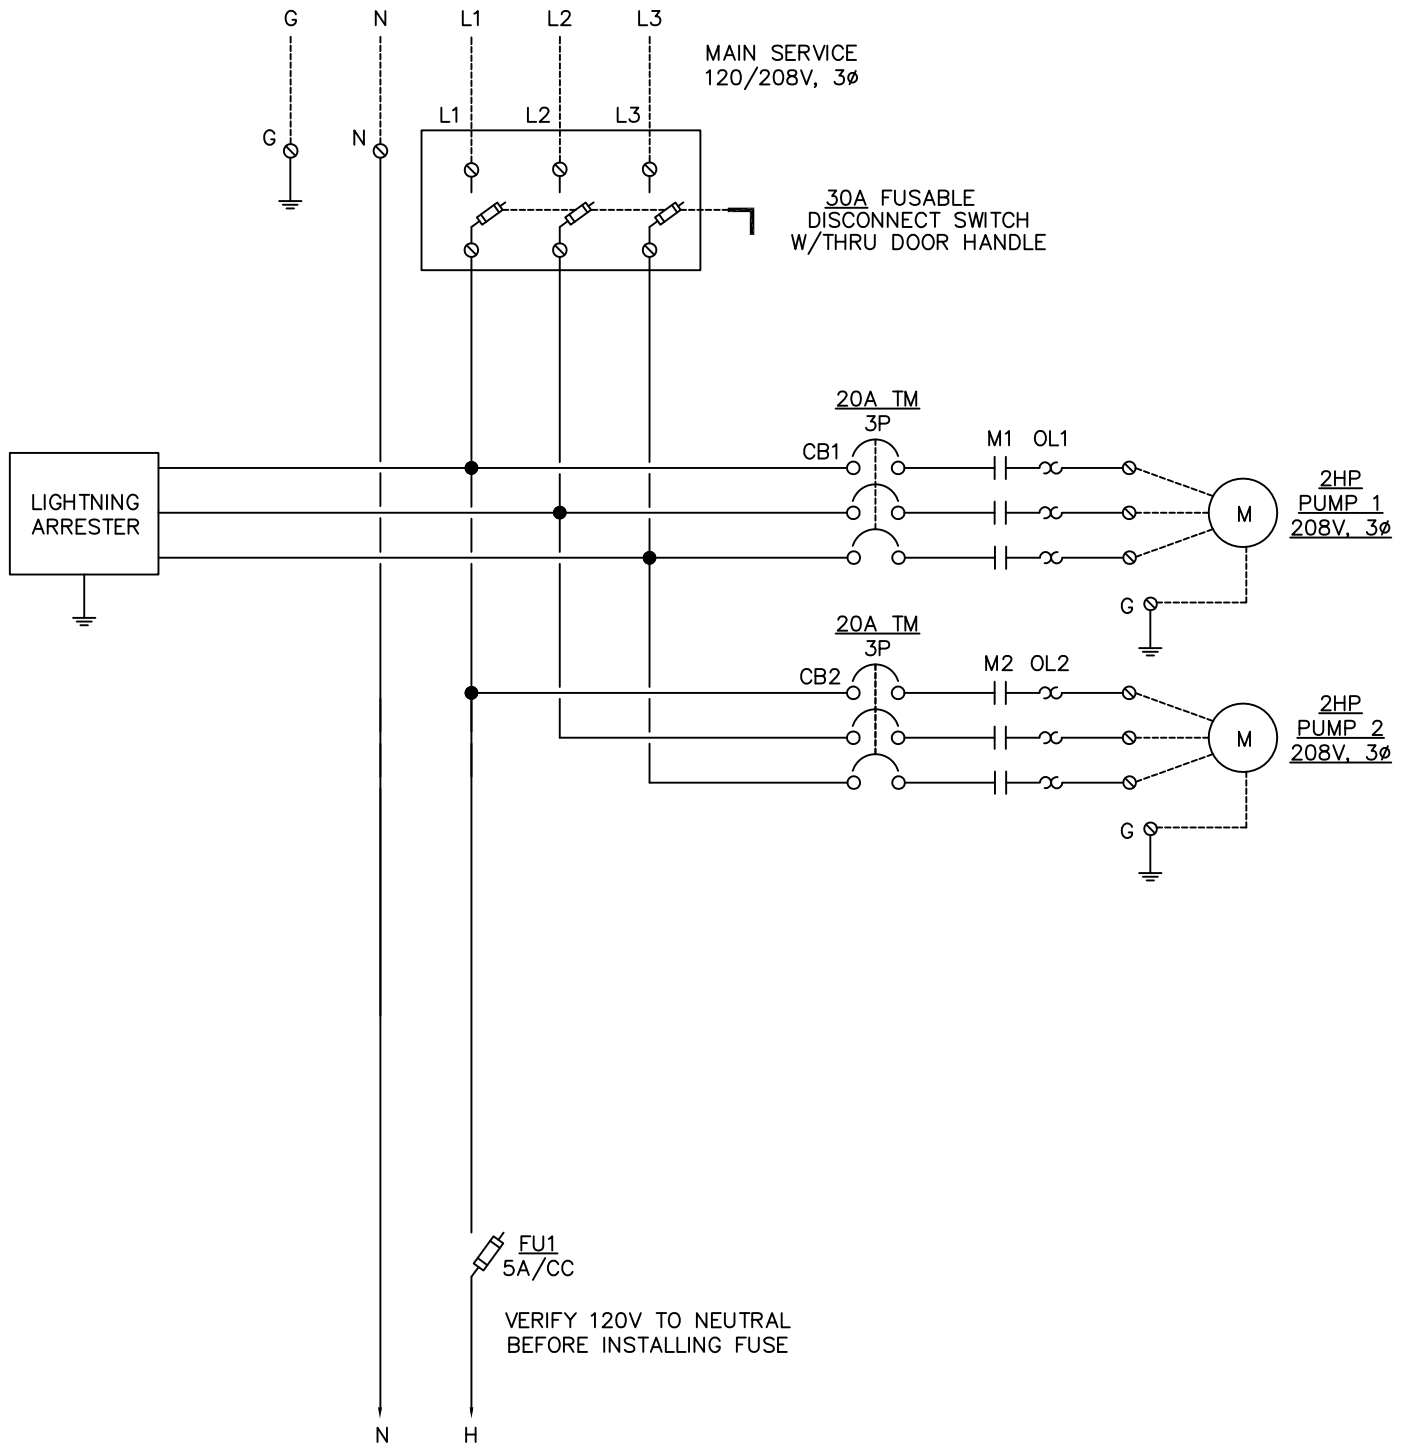 G N L1 L2 L3
MAIN SERVICE
120/208V, 3ø
L1 L2 L3
G N
30A FUSABLE
DISCONNECT SWITCH
W/THRU DOOR HANDLE
20A TM
3P
CB1 M1 OL1
LIGHTNING
ARRESTER
M
2HP
PUMP 1
208V, 3ø
G
20A TM
3P
CB2 M2 OL2
M
2HP
PUMP 2
208V, 3ø
G
FU1
5A/CC
VERIFY 120V TO NEUTRAL
BEFORE INSTALLING FUSE
N H